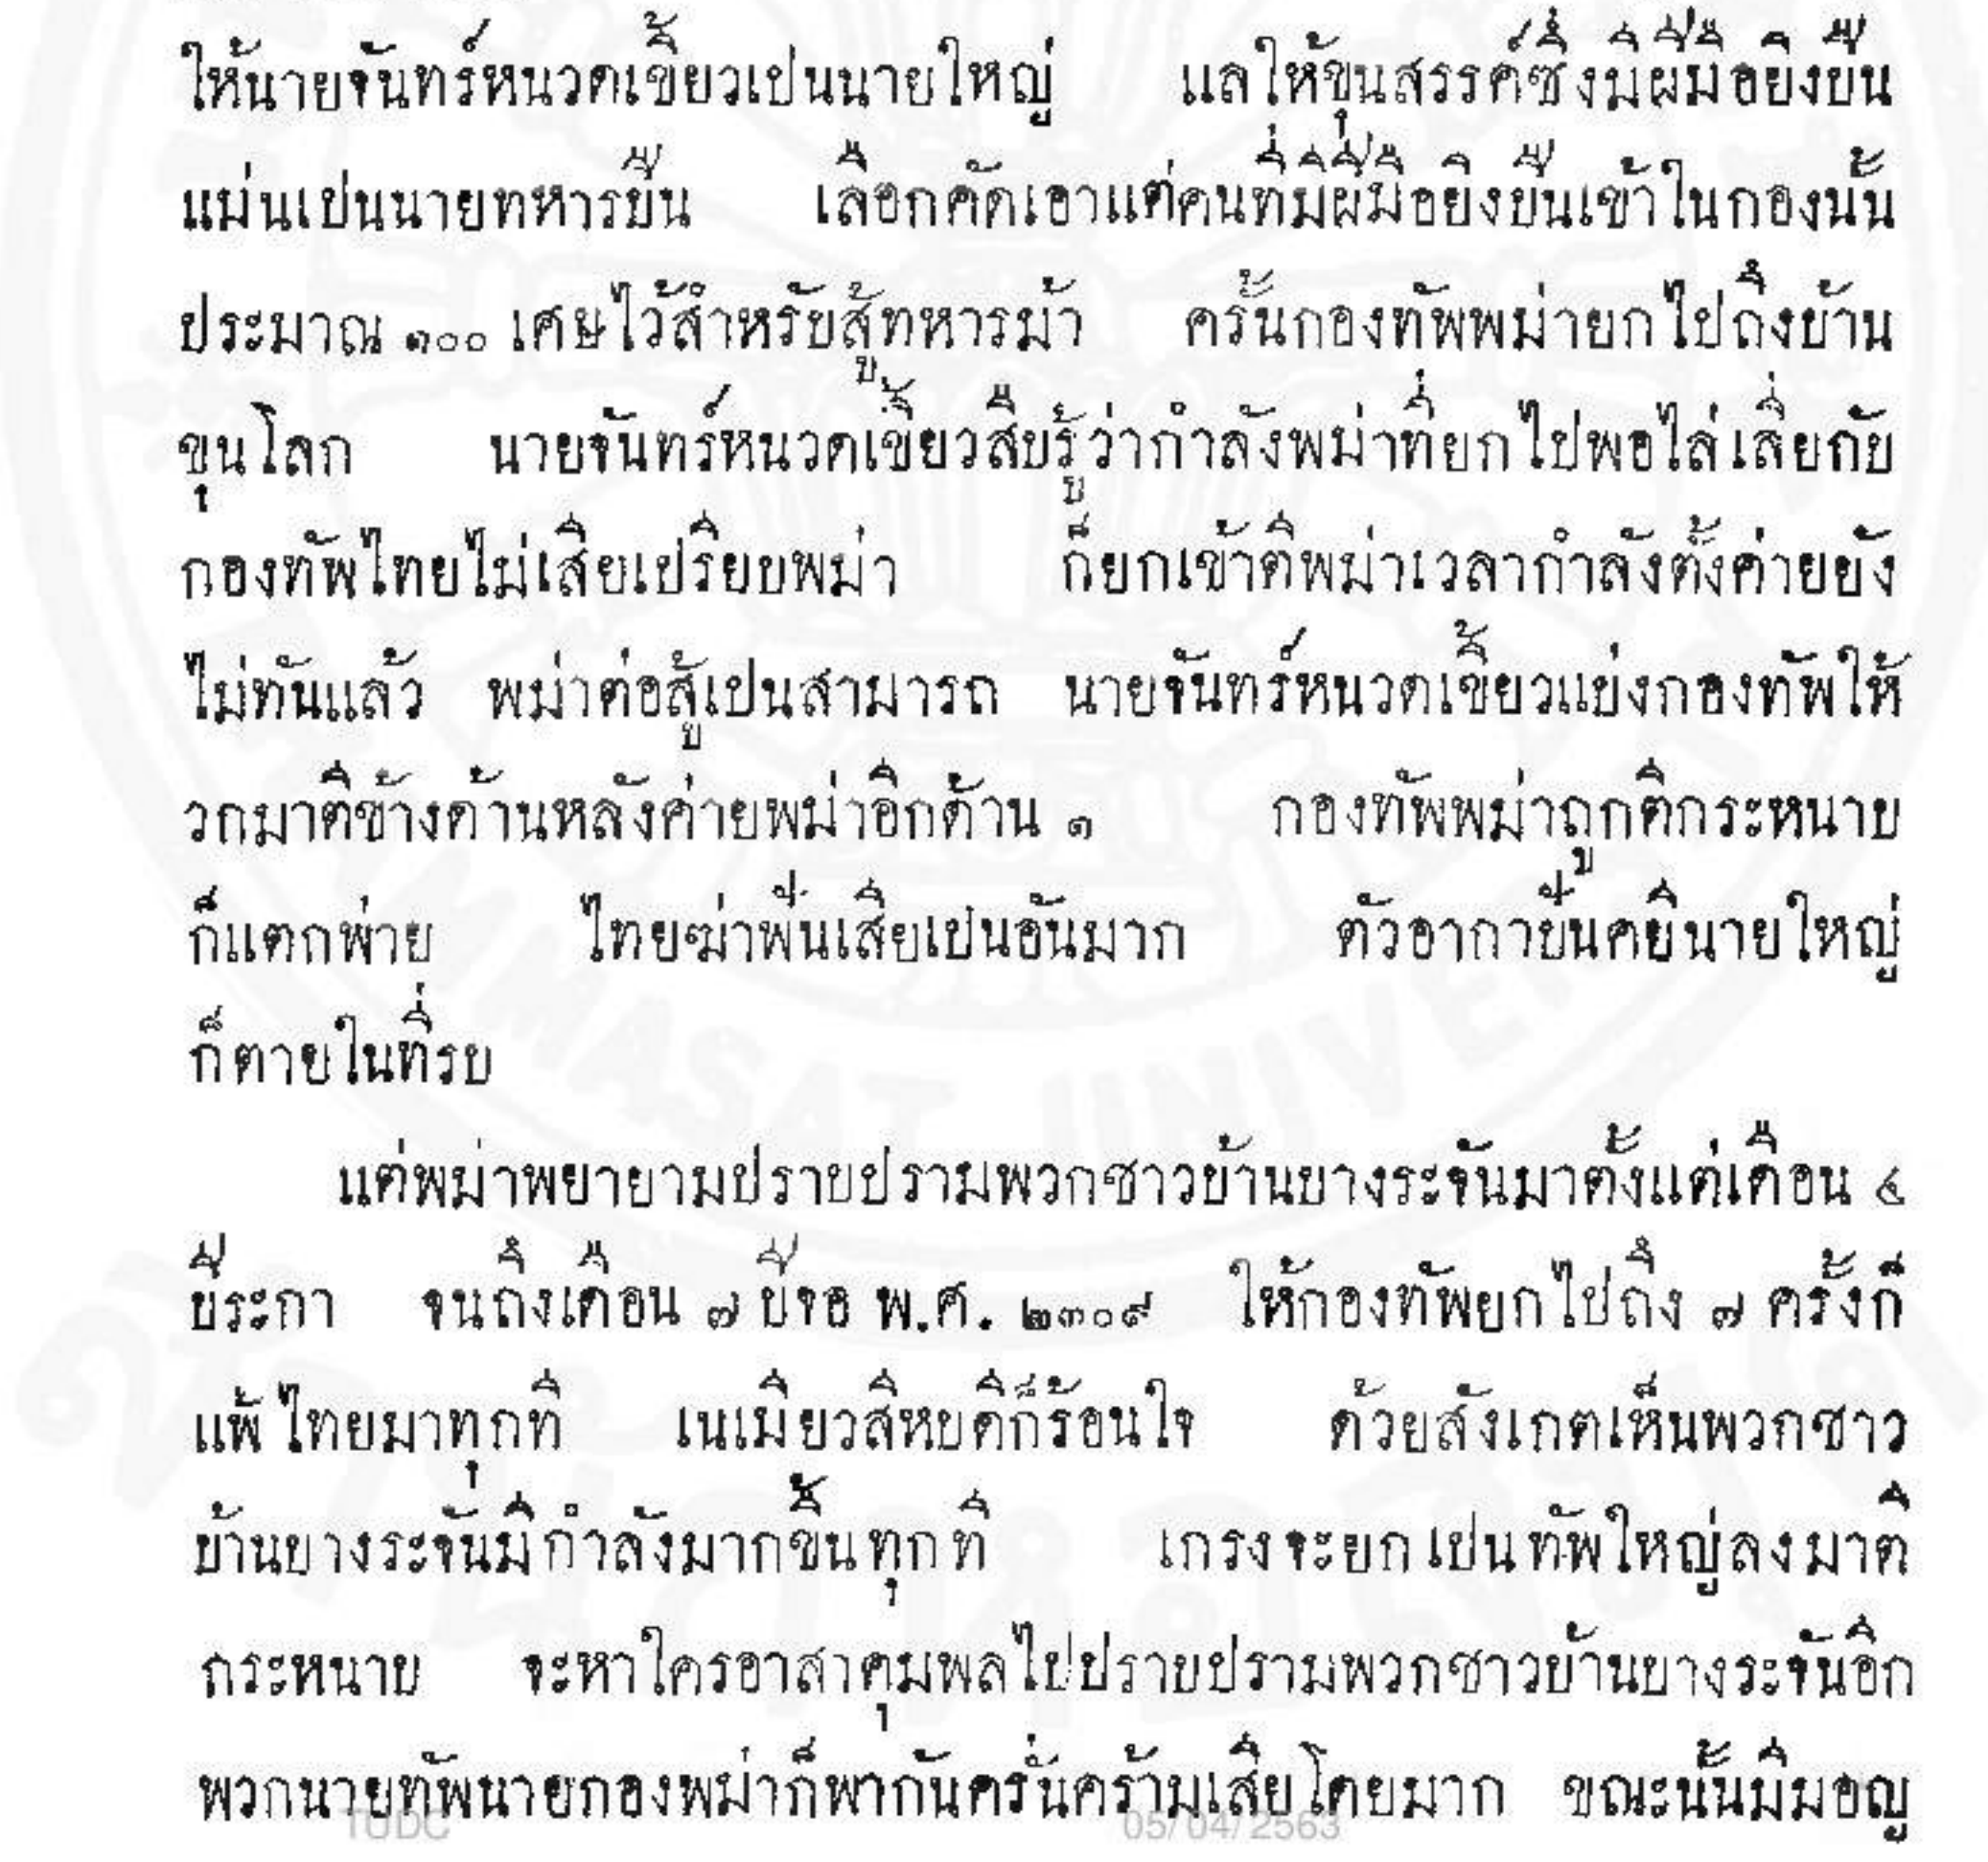 ให้นายจันทร์หนวดเขี้ยวเปนนายใหญ่ แลให้ขุนสรรค์ซึ่งมีฝีมือยิงปืน
แม่นเปนนายทหารปืน เลือกคัดเอาแต่คนที่มีฝีมือยิงปืนเข้าในกองนั้น
ประมาณ ๑๐๐ เศษไว้สำหรับสู้ทหารม้า ครั้นกองทัพพม่ายกไปถึงบ้าน
ขุนโลก นายจันทร์หนวดเขี้ยวสืบรู้ว่ากำลังพม่าที่ยกไปพอไล่เลี่ยกับ
กองทัพไทยไม่เสียเปรียบพม่า ก็ยกเข้าตีพม่าเวลากำลังตั้งค่ายยัง
ไม่ทันแล้ว พม่าต่อสู้เปนสามารถ นายจันทร์หนวดเขี้ยวแบ่งกองทัพให้
วกมาตีข้างด้านหลังค่ายพม่าอีกด้าน ๑ กองทัพพม่าถูกตีกระหนาบ
ก็แตกพ่าย ไทยฆ่าฟันเสียเปนอันมาก ตัวอากาปันคยีนายใหญ่
ก็ตายในที่รบ
แต่พม่าพยายามปราบปรามพวกชาวบ้านบางระจันมาตั้งแต่เดือน ๔
ปีระกา จนถึงเดือน ๗ ปีจอ พ.ศ. ๒๓๐๙ ให้กองทัพยกไปถึง ๗ ครั้งก็
แพ้ไทยมาทุกที เนเมียวสีหบดีก็ร้อนใจ ด้วยสังเกตเห็นพวกชาว
บ้านบางระจันมีกำลังมากขึ้นทุกที เกรงจะยกเปนทัพใหญ่ลงมาตี
กระหนาบ จะหาใครอาสาคุมพลไปปราบปรามพวกชาวบ้านบางระจันอีก
พวกนายทัพนายกองพม่าก็พากันครั่นคร้ามเสียโดยมาก ขณะนั้นมีมอญ
TUDC 05/04/2563